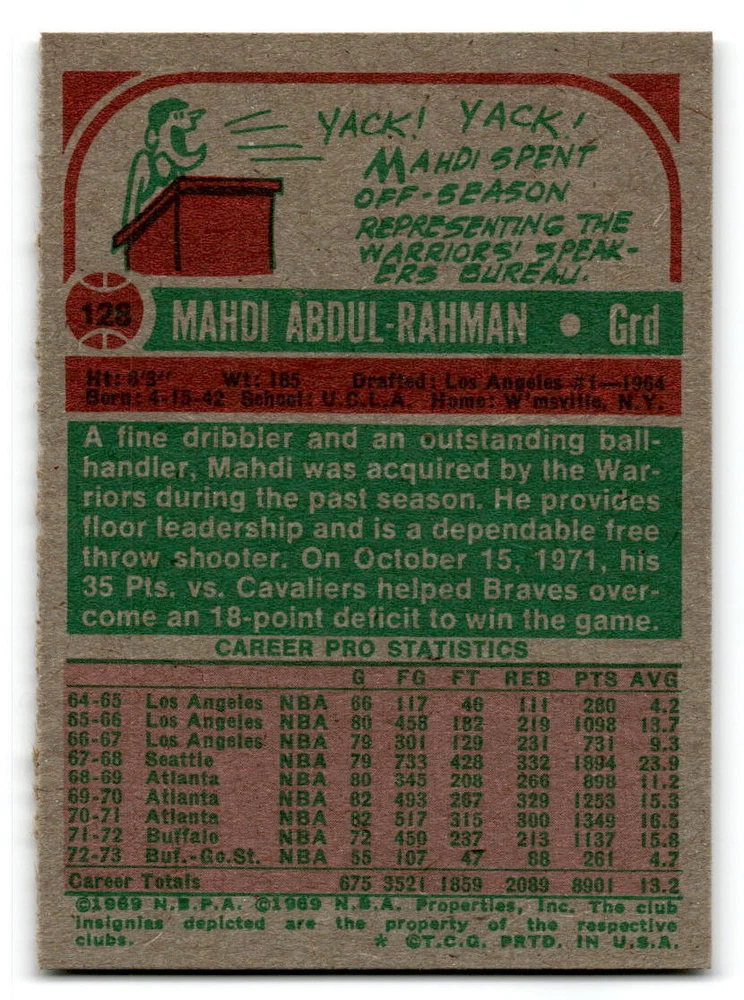 YACK! YACK!
MAHDI SPENT
OFF-SEASON
REPRESENTING THE
WARRIORS' SPEAK-
ERS BUREAU.
128 MAHDI ABDUL-RAHMAN • Grd
Ht: 6'3" Wt: 185 Drafted: Los Angeles #1—1964
Born: 4-15-42 School: U.C.L.A. Home: W'msville, N.Y.
A fine dribbler and an outstanding ball-
handler, Mahdi was acquired by the War-
riors during the past season. He provides
floor leadership and is a dependable free
throw shooter. On October 15, 1971, his
35 Pts. vs. Cavaliers helped Braves over-
come an 18-point deficit to win the game.
CAREER PRO STATISTICS
G FG FT REB PTS AVG
64-65 Los Angeles NBA 66 117 46 111 280 4.2
65-66 Los Angeles NBA 80 458 182 219 1098 13.7
66-67 Los Angeles NBA 79 301 129 231 731 9.3
67-68 Seattle NBA 79 733 428 332 1894 23.9
68-69 Atlanta NBA 80 345 208 266 898 11.2
69-70 Atlanta NBA 82 493 267 329 1253 15.3
70-71 Atlanta NBA 82 517 315 300 1349 16.5
71-72 Buffalo NBA 72 450 237 213 1137 15.8
72-73 Buf.-Go.St. NBA 55 107 47 88 261 4.7
Career Totals 675 3521 1859 2089 8901 13.2
©1969 N.B.P.A. ©1969 N.B.A. Properties, Inc. The club
insignias depicted are the property of the respective
clubs. * ©T.C.G. PRTD. IN U.S.A.